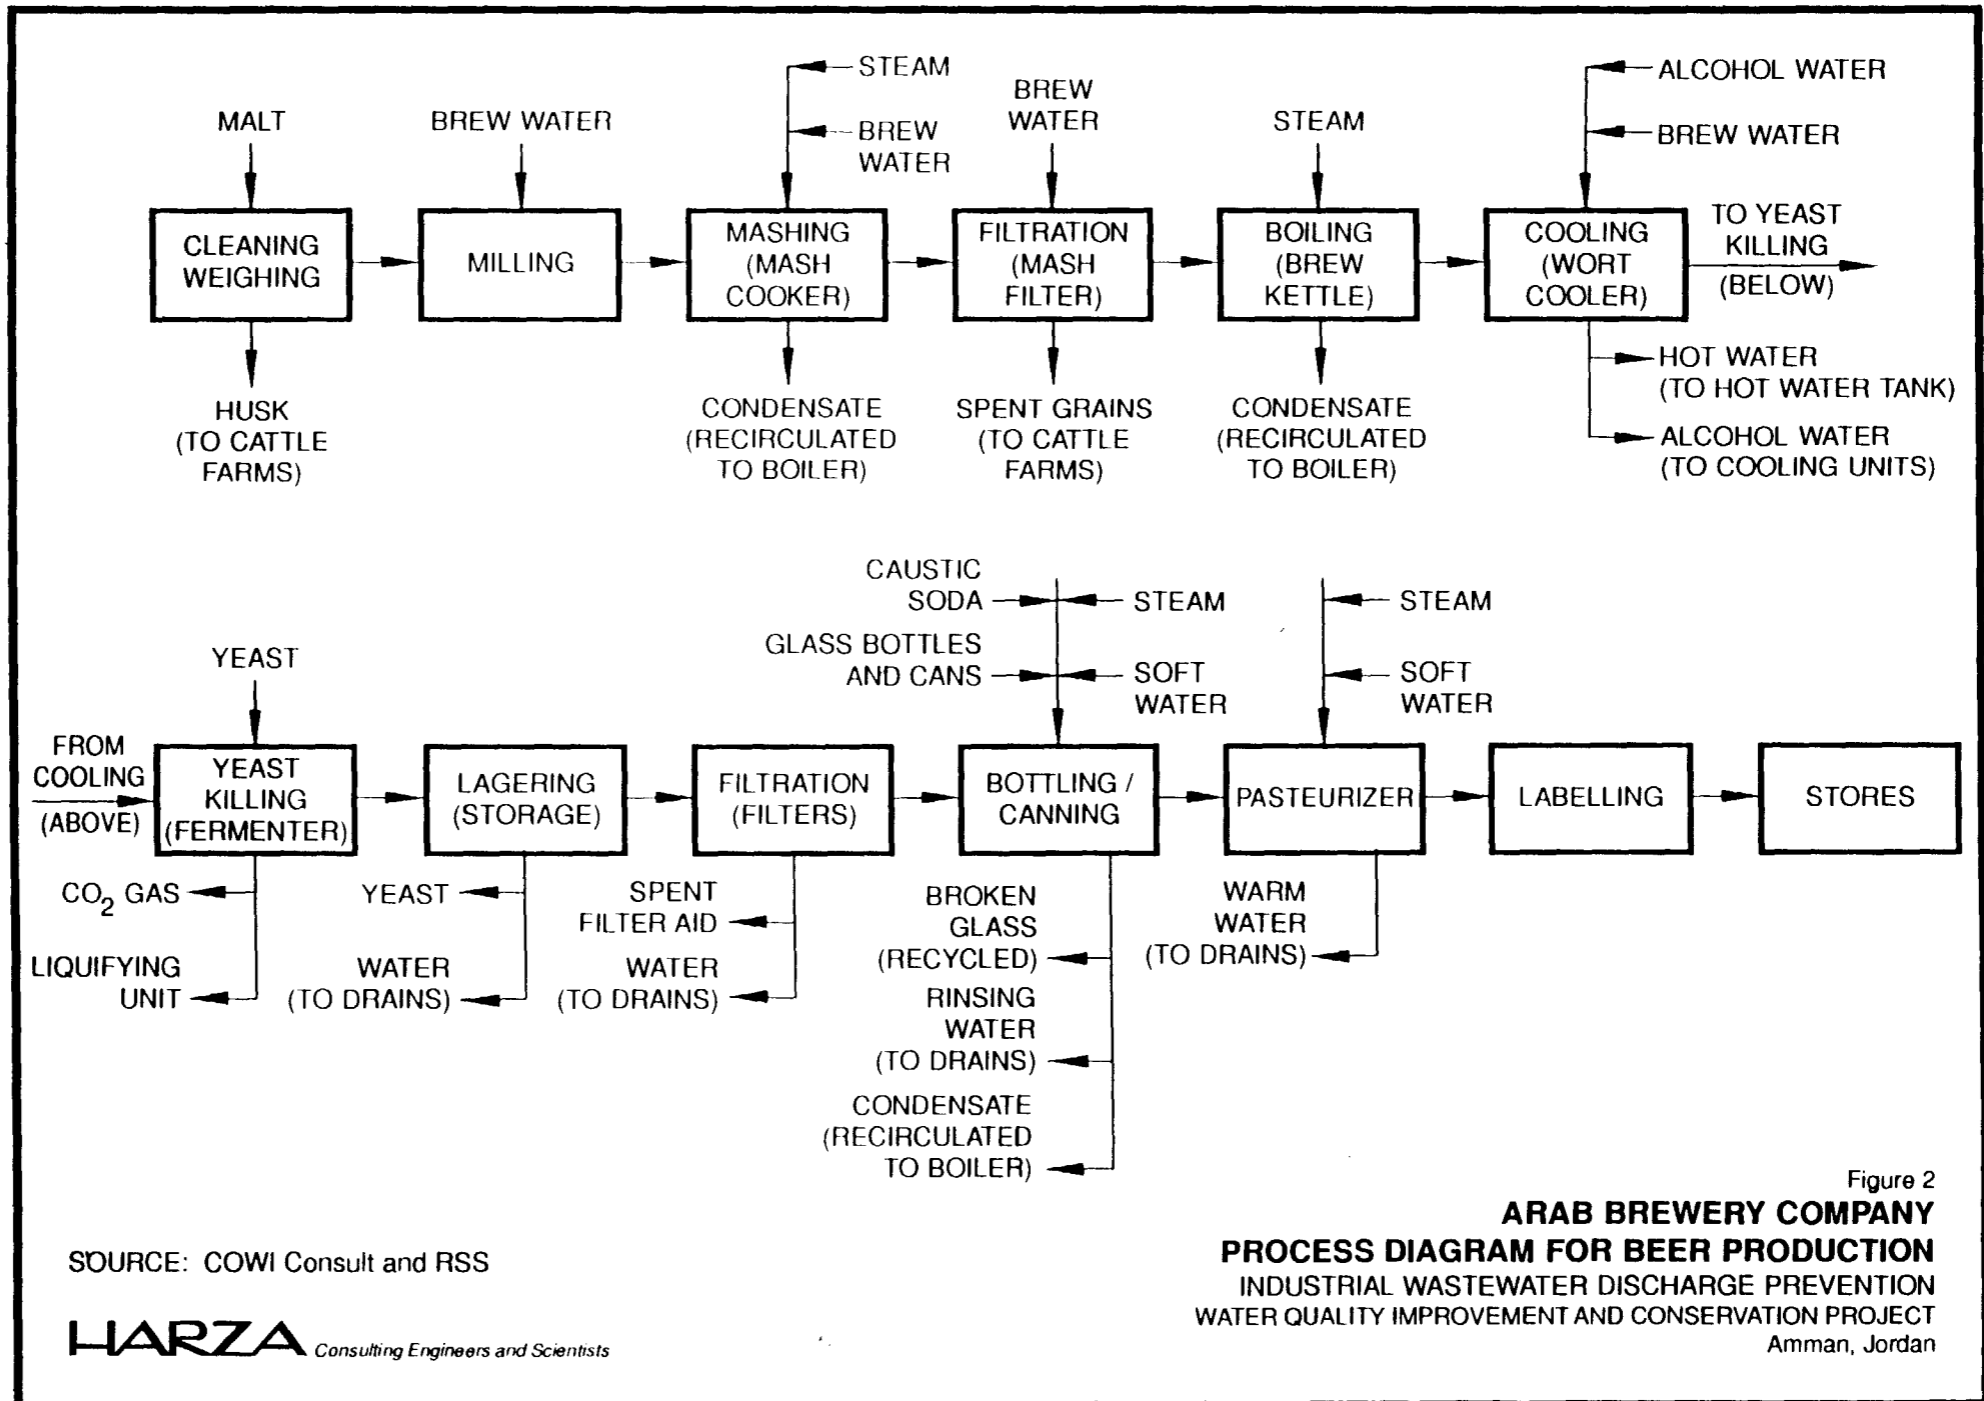 STEAM
ALCOHOL WATER
BREW
WATER
MALT
BREW WATER
BREW
WATER
STEAM
BREW WATER
CLEANING
WEIGHING
MILLING
MASHING
(MASH
COOKER)
FILTRATION
(MASH
FILTER)
BOILING
(BREW
KETTLE)
COOLING
(WORT
COOLER)
TO YEAST
KILLING
(BELOW)
HUSK
(TO CATTLE
FARMS)
CONDENSATE
(RECIRCULATED
TO BOILER)
SPENT GRAINS
(TO CATTLE
FARMS)
CONDENSATE
(RECIRCULATED
TO BOILER)
HOT WATER
(TO HOT WATER TANK)
ALCOHOL WATER
(TO COOLING UNITS)
CAUSTIC
SODA
STEAM
STEAM
GLASS BOTTLES
AND CANS
SOFT
WATER
SOFT
WATER
YEAST
FROM
COOLING
(ABOVE)
YEAST
KILLING
(FERMENTER)
LAGERING
(STORAGE)
FILTRATION
(FILTERS)
BOTTLING /
CANNING
PASTEURIZER
LABELLING
STORES
CO2 GAS
LIQUIFYING
UNIT
YEAST
WATER
(TO DRAINS)
SPENT
FILTER AID
WATER
(TO DRAINS)
BROKEN
GLASS
(RECYCLED)
RINSING
WATER
(TO DRAINS)
CONDENSATE
(RECIRCULATED
TO BOILER)
WARM
WATER
(TO DRAINS)
Figure 2
ARAB BREWERY COMPANY
PROCESS DIAGRAM FOR BEER PRODUCTION
INDUSTRIAL WASTEWATER DISCHARGE PREVENTION
WATER QUALITY IMPROVEMENT AND CONSERVATION PROJECT
Amman, Jordan
SOURCE: COWI Consult and RSS
HARZA Consulting Engineers and Scientists